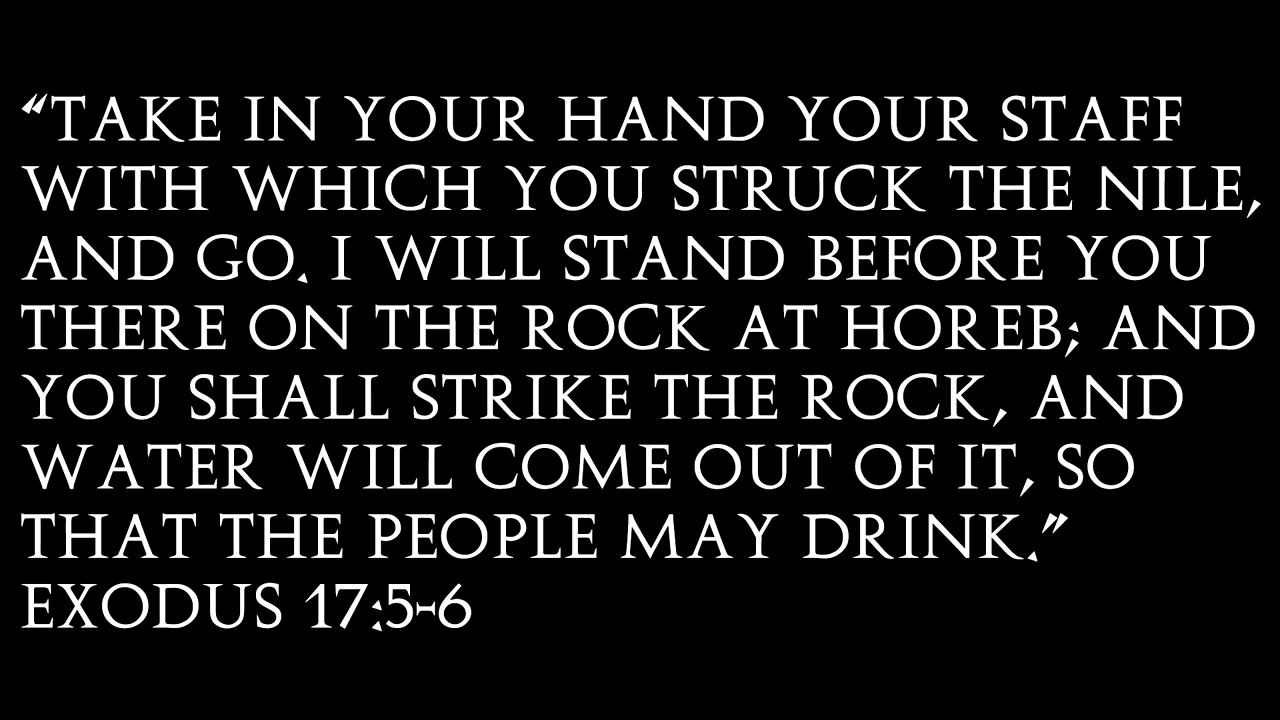 “TAKE IN YOUR HAND YOUR STAFF
WITH WHICH YOU STRUCK THE NILE,
AND GO. I WILL STAND BEFORE YOU
THERE ON THE ROCK AT HOREB; AND
YOU SHALL STRIKE THE ROCK, AND
WATER WILL COME OUT OF IT, SO
THAT THE PEOPLE MAY DRINK.”
EXODUS 17:5-6